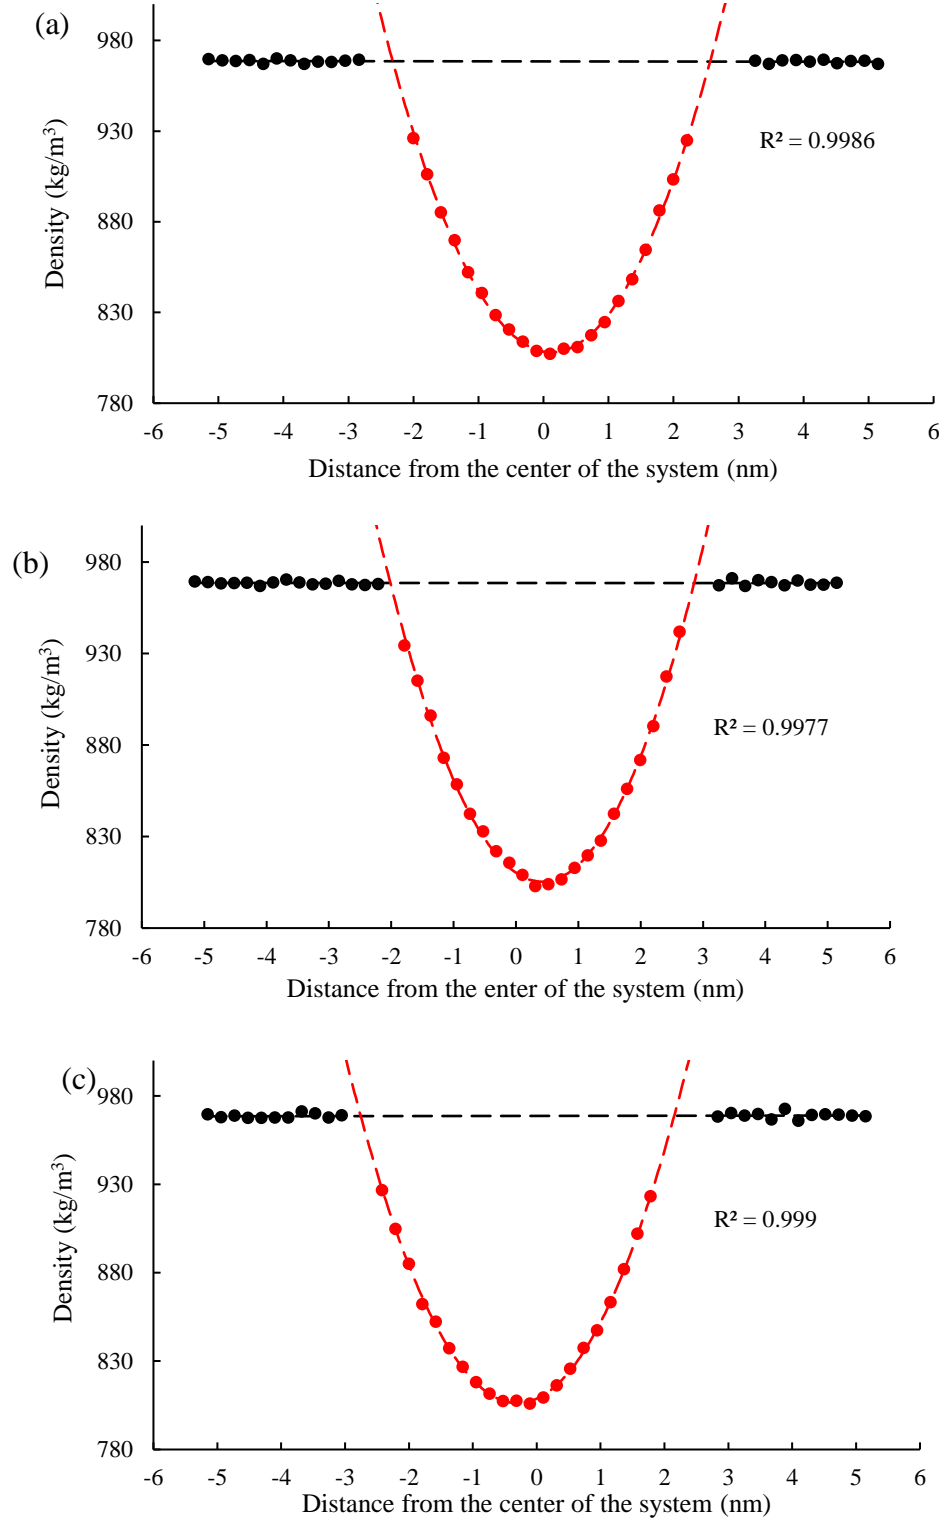 (a)
980
930
880
830
780
Density (kg/m³)
R² = 0.9986
-6 -5 -4 -3 -2 -1 0 1 2 3 4 5 6
Distance from the center of the system (nm)
(b)
980
930
880
830
780
Density (kg/m³)
R² = 0.9977
-6 -5 -4 -3 -2 -1 0 1 2 3 4 5 6
Distance from the enter of the system (nm)
(c)
980
930
880
830
780
Density (kg/m³)
R² = 0.999
-6 -5 -4 -3 -2 -1 0 1 2 3 4 5 6
Distance from the center of the system (nm)